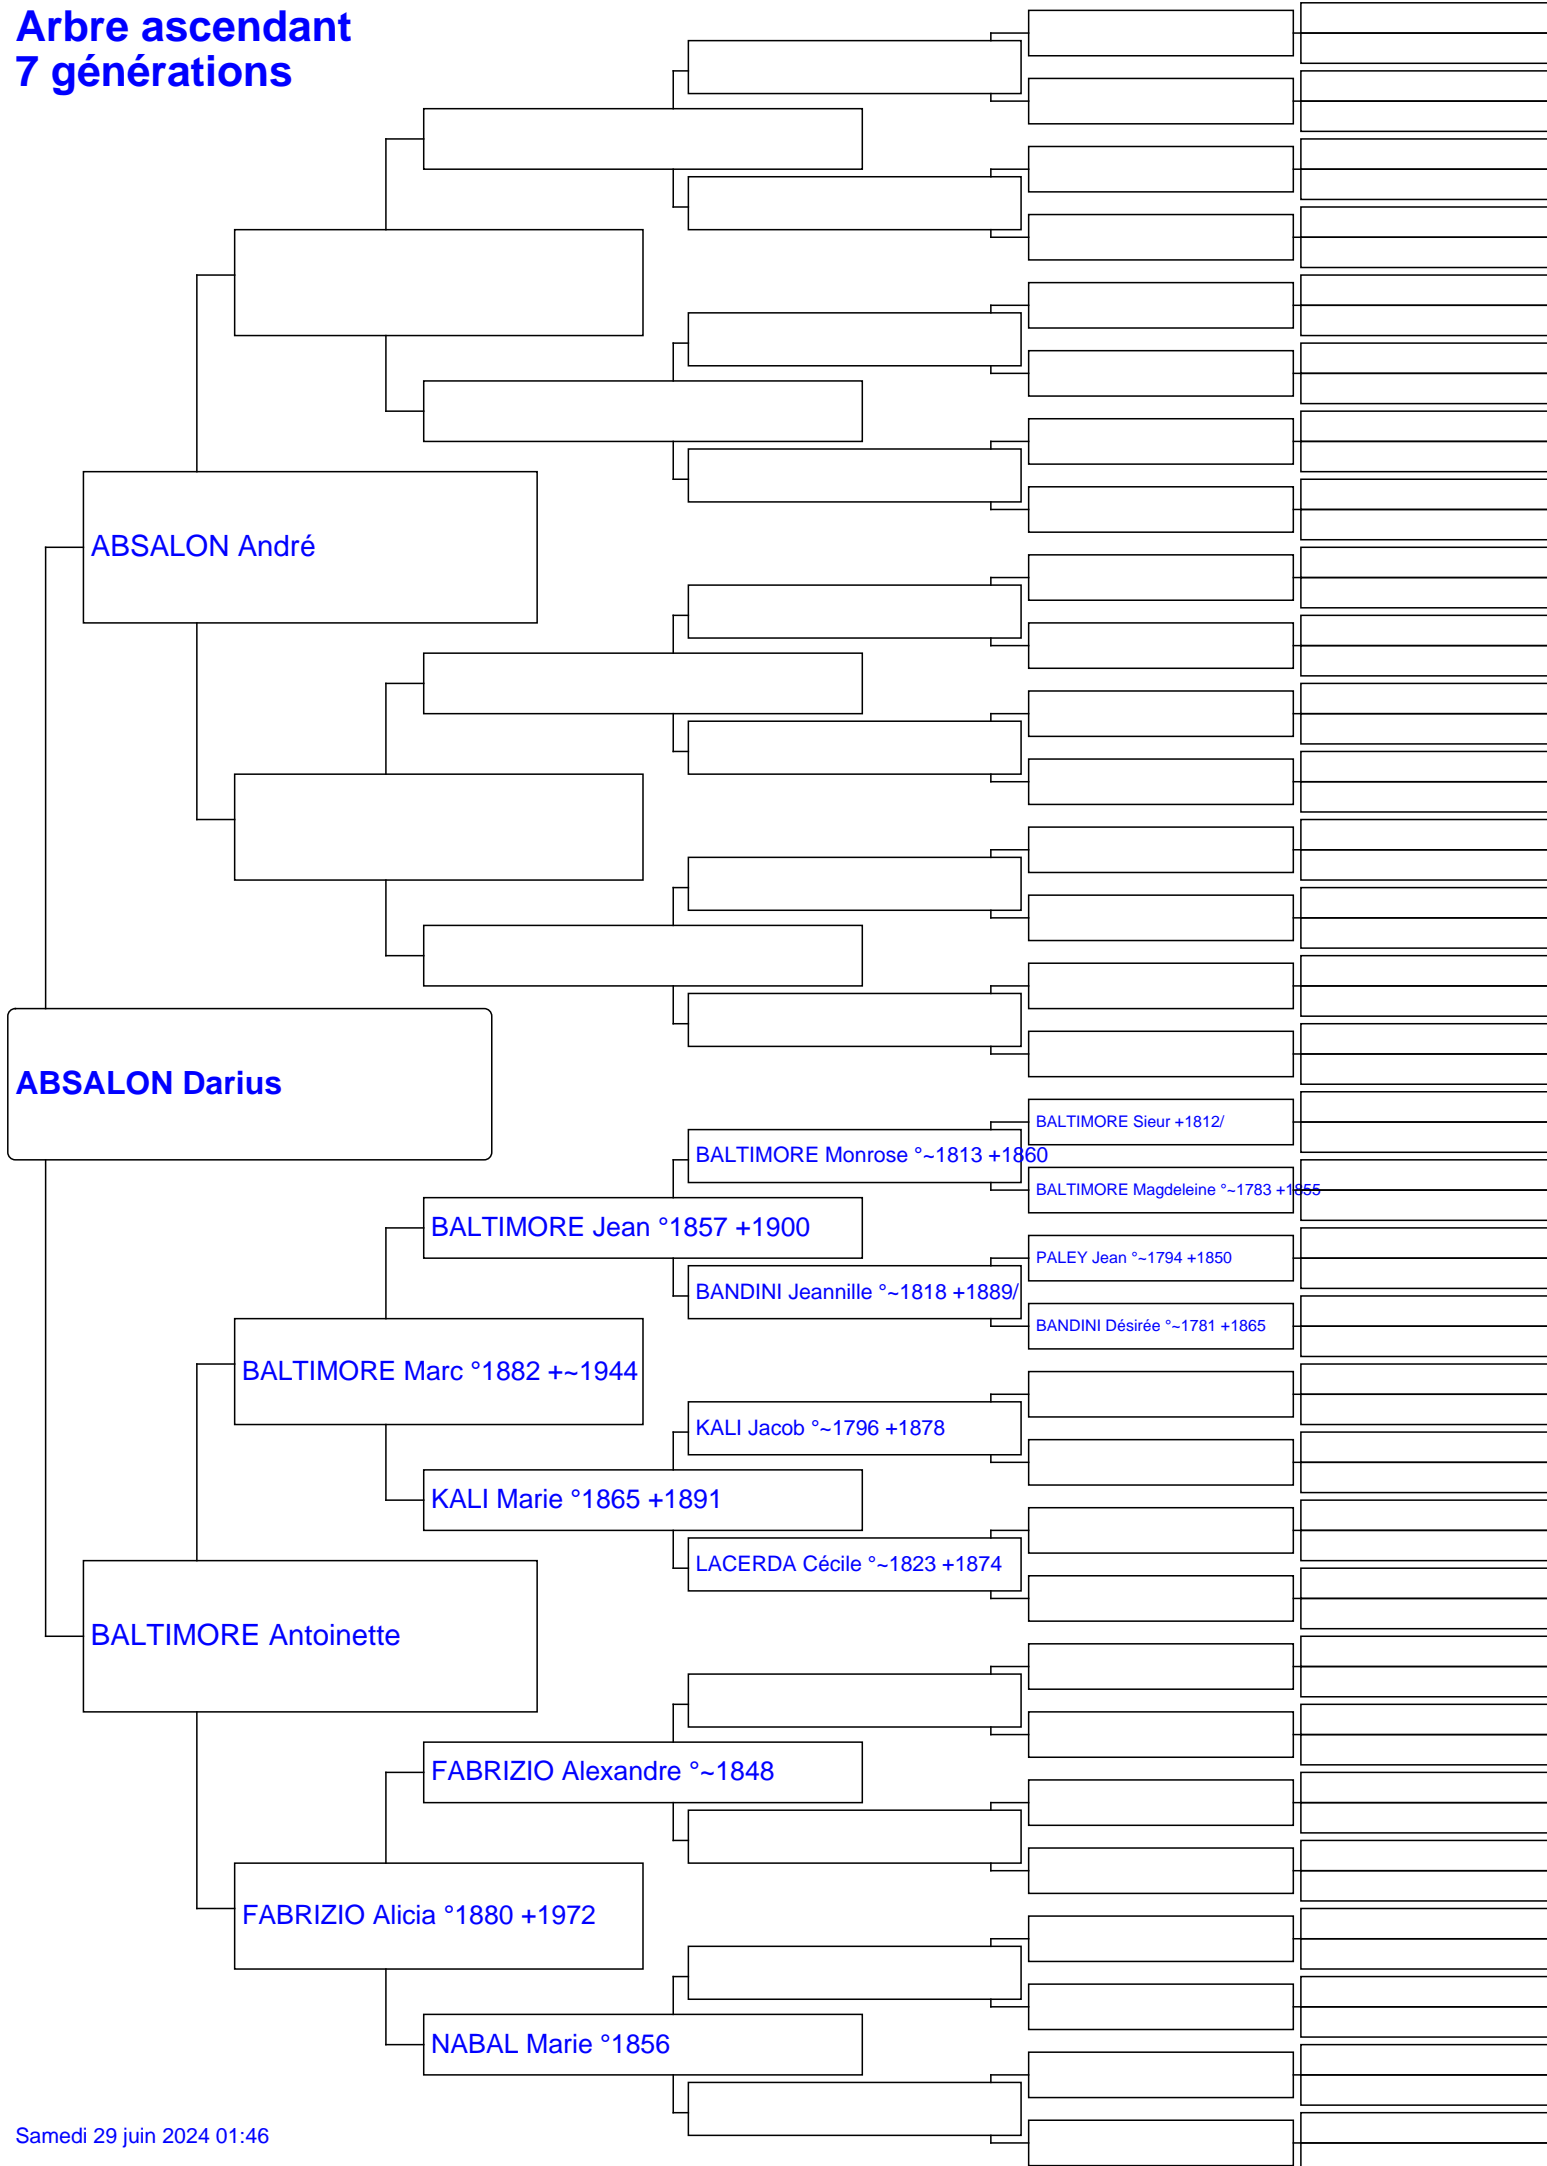 Arbre ascendant
7 générations
ABSALON André
ABSALON Darius
BALTIMORE Sieur +1812/
BALTIMORE Monrose °~1813 +1860
BALTIMORE Magdeleine °~1783 +1855
BALTIMORE Jean °1857 +1900
PALEY Jean °~1794 +1850
BANDINI Jeannille °~1818 +1889/
BANDINI Désirée °~1781 +1865
BALTIMORE Marc °1882 +~1944
KALI Jacob °~1796 +1878
KALI Marie °1865 +1891
LACERDA Cécile °~1823 +1874
BALTIMORE Antoinette
FABRIZIO Alexandre °~1848
FABRIZIO Alicia °1880 +1972
NABAL Marie °1856
Samedi 29 juin 2024 01:46